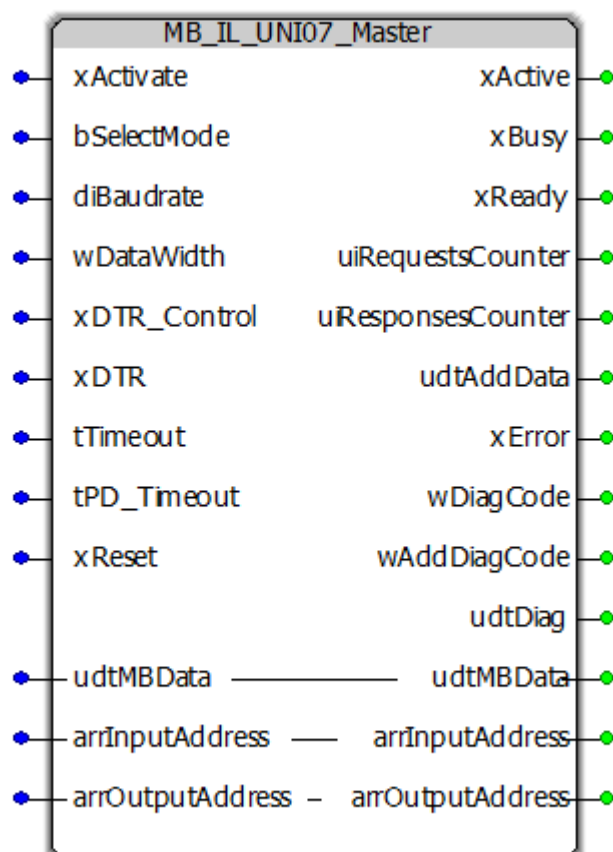 MB_IL_UNI07_Master
xActivate xActive
bSelectMode xBusy
diBaudrate xReady
wDataWidth uiRequestsCounter
xDTR_Control uiResponsesCounter
xDTR udtAddData
tTimeout xError
tPD_Timeout wDiagCode
xReset wAddDiagCode
udtDiag
udtMBData udtMBData
arrInputAddress arrInputAddress
arrOutputAddress arrOutputAddress